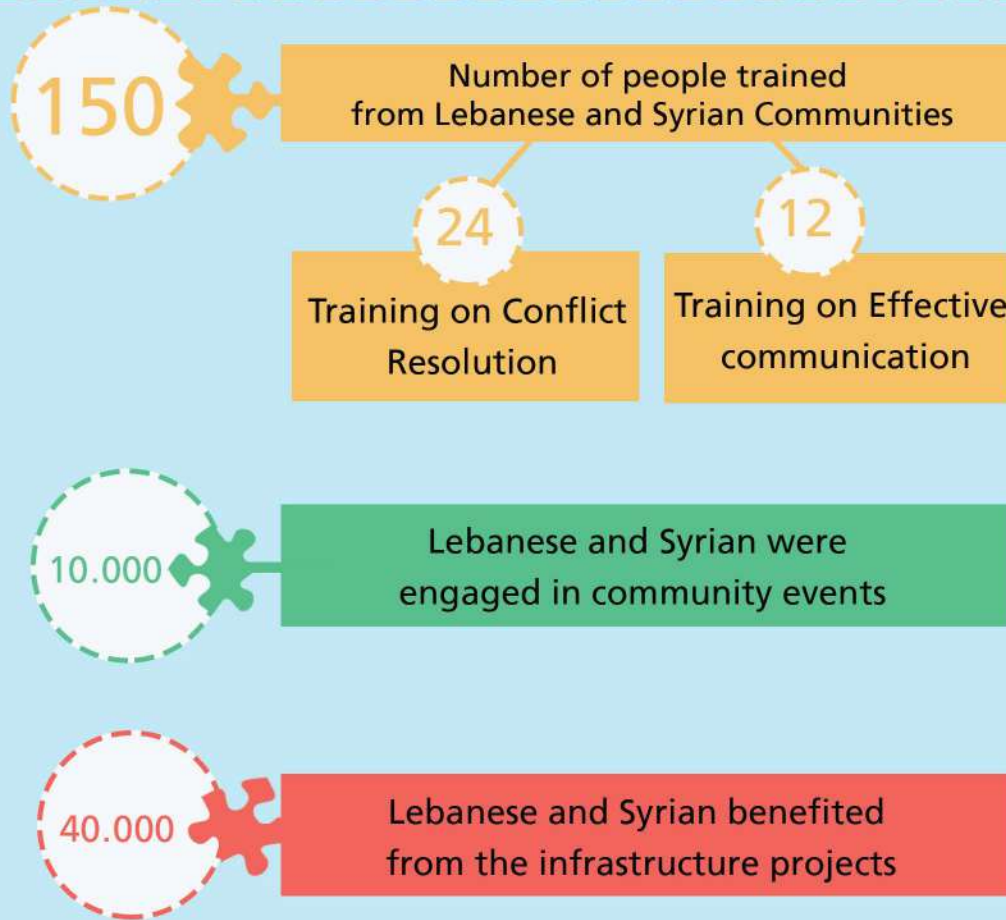 150
Number of people trained
from Lebanese and Syrian Communities
24
12
Training on Conflict
Resolution
Training on Effective
communication
10.000
Lebanese and Syrian were
engaged in community events
40.000
Lebanese and Syrian benefited
from the infrastructure projects